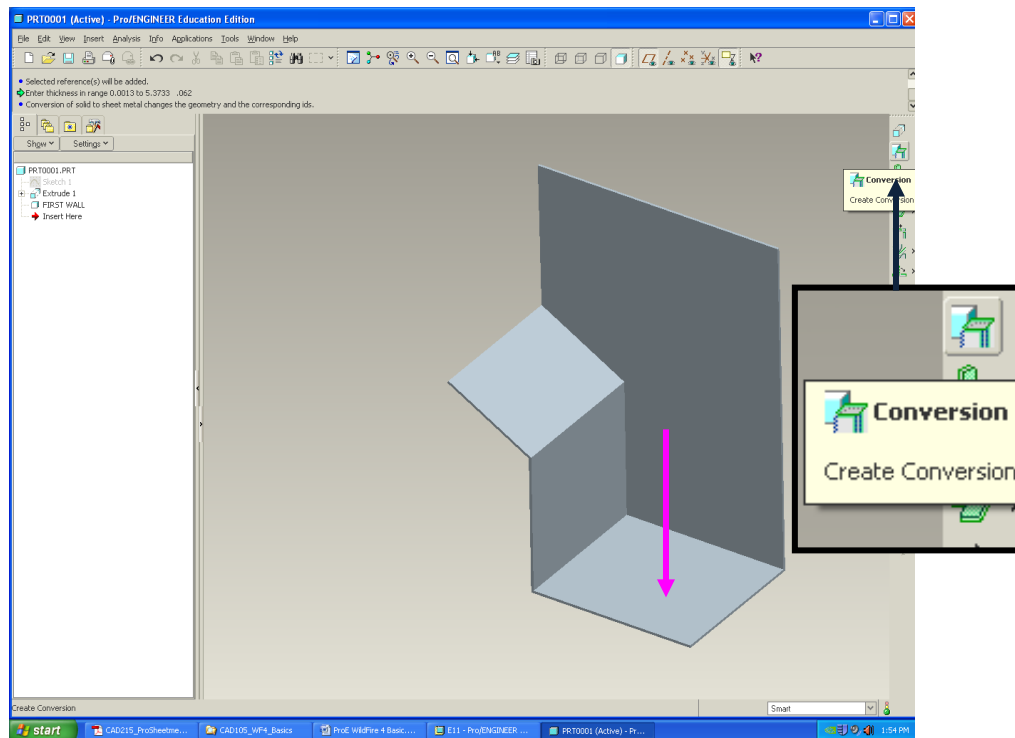 PRT0001 (Active) - Pro/ENGINEER Education Edition
File Edit View Insert Analysis Info Applications Tools Window Help
• Selected reference(s) will be added.
Enter thickness in range 0.0013 to 5.3733 .062
• Conversion of solid to sheet metal changes the geometry and the corresponding ids.
Show Settings
PRT0001.PRT
Sketch 1
Extrude 1
FIRST WALL
Insert Here
Conversion
Create Conversion
Conversion
Create Conversion
Create Conversion
Smart
start CAD215_ProSheetme... CAD105_WF4_Basics ProE WildFire 4 Basic.... E11 - Pro/ENGINEER ... PRT0001 (Active) - Pr... 1:54 PM